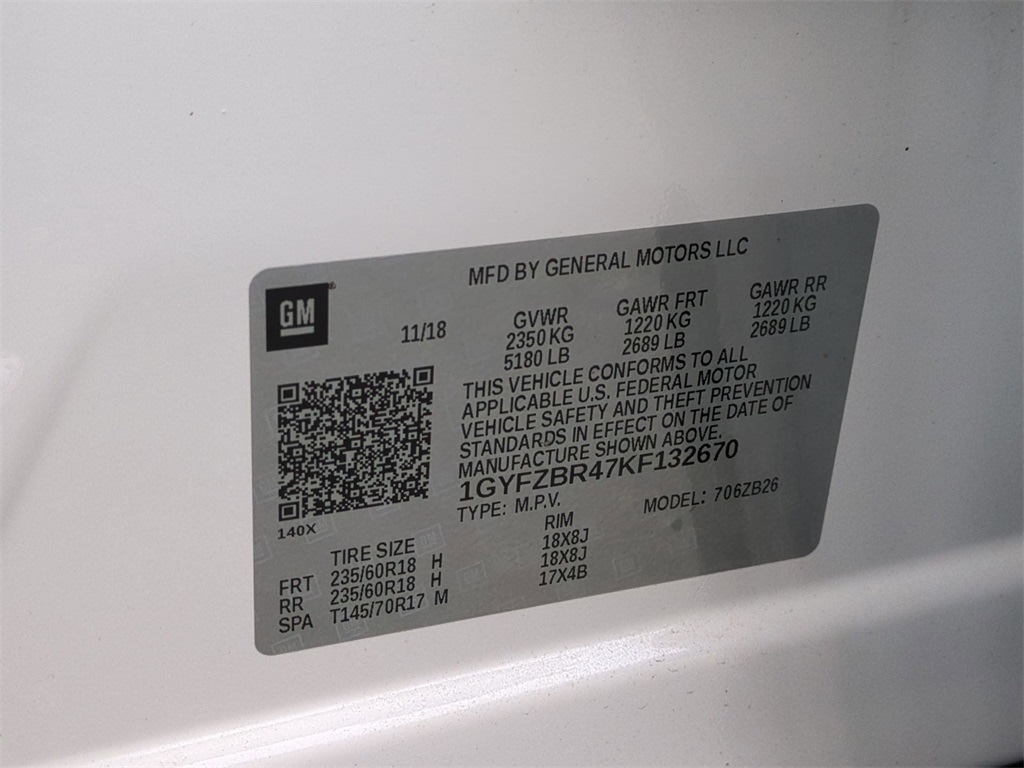 MFD BY GENERAL MOTORS LLC
GM
11/18
GVWR GAWR FRT GAWR RR
2350 KG 1220 KG 1220 KG
5180 LB 2689 LB 2689 LB
THIS VEHICLE CONFORMS TO ALL
APPLICABLE U.S. FEDERAL MOTOR
VEHICLE SAFETY AND THEFT PREVENTION
STANDARDS IN EFFECT ON THE DATE OF
MANUFACTURE SHOWN ABOVE.
1GYFZBR47KF132670
TYPE: M.P.V. MODEL: 706ZB26
140X
TIRE SIZE RIM
FRT 235/60R18 H 18X8J
RR 235/60R18 H 18X8J
SPA T145/70R17 M 17X4B